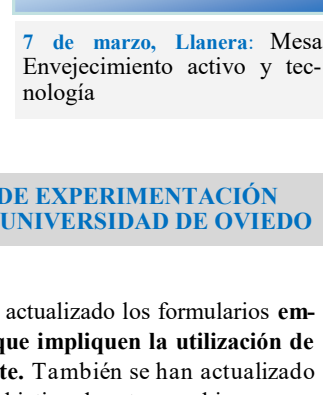 7 de marzo, Llanera: Mesa
Envejecimiento activo y tec-
nología
DE EXPERIMENTACIÓN
UNIVERSIDAD DE OVIEDO
actualizado los formularios em-
que impliquen la utilización de
te. También se han actualizado